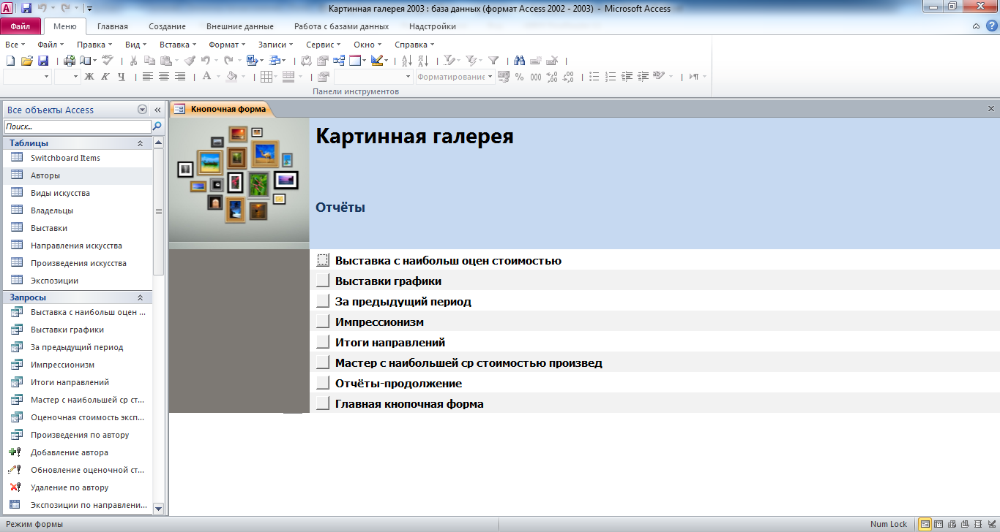 Картинная галерея 2003 : база данных (формат Access 2002 - 2003) - Microsoft Access
Файл Меню Главная Создание Внешние данные Работа с базами данных Надстройки
Все Файл Правка Вид Вставка Формат Записи Сервис Окно Справка
Ж К Ч А Форматирование % 000
Панели инструментов
Все объекты Access
Поиск...
Таблицы
Switchboard Items
Авторы
Виды искусства
Владельцы
Выставки
Направления искусства
Произведения искусства
Экспозиции
Запросы
Выставка с наибольш оцен ...
Выставки графики
За предыдущий период
Импрессионизм
Итоги направлений
Мастер с наибольшей ср ст...
Оценочная стоимость эксп...
Произведения по автору
Добавление автора
Обновление оценочной ст...
Удаление по автору
Экспозиции по направлени...
Кнопочная форма
Картинная галерея
Отчёты
Выставка с наибольш оцен стоимостью
Выставки графики
За предыдущий период
Импрессионизм
Итоги направлений
Мастер с наибольшей ср стоимостью произвед
Отчёты-продолжение
Главная кнопочная форма
Режим формы
Num Lock